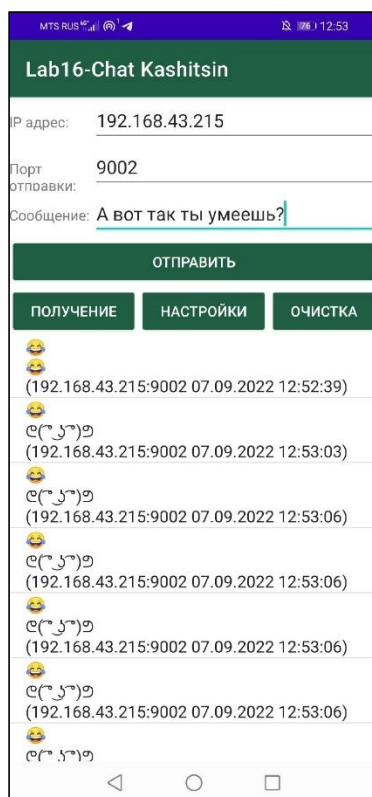 MTS RUS 4G 76 12:53
Lab16-Chat Kashitsin
IP адрес: 192.168.43.215
Порт отправки: 9002
Сообщение: А вот так ты умеешь?
ОТПРАВИТЬ
ПОЛУЧЕНИЕ НАСТРОЙКИ ОЧИСТКА
😂
😂
(192.168.43.215:9002 07.09.2022 12:52:39)
😂
ლ( ͡° ͜ʖ ͡°)ლ
(192.168.43.215:9002 07.09.2022 12:53:03)
😂
ლ( ͡° ͜ʖ ͡°)ლ
(192.168.43.215:9002 07.09.2022 12:53:06)
😂
ლ( ͡° ͜ʖ ͡°)ლ
(192.168.43.215:9002 07.09.2022 12:53:06)
😂
ლ( ͡° ͜ʖ ͡°)ლ
(192.168.43.215:9002 07.09.2022 12:53:06)
😂
ლ( ͡° ͜ʖ ͡°)ლ
(192.168.43.215:9002 07.09.2022 12:53:06)
😂
ლ( ͡° ͜ʖ ͡°)ლ